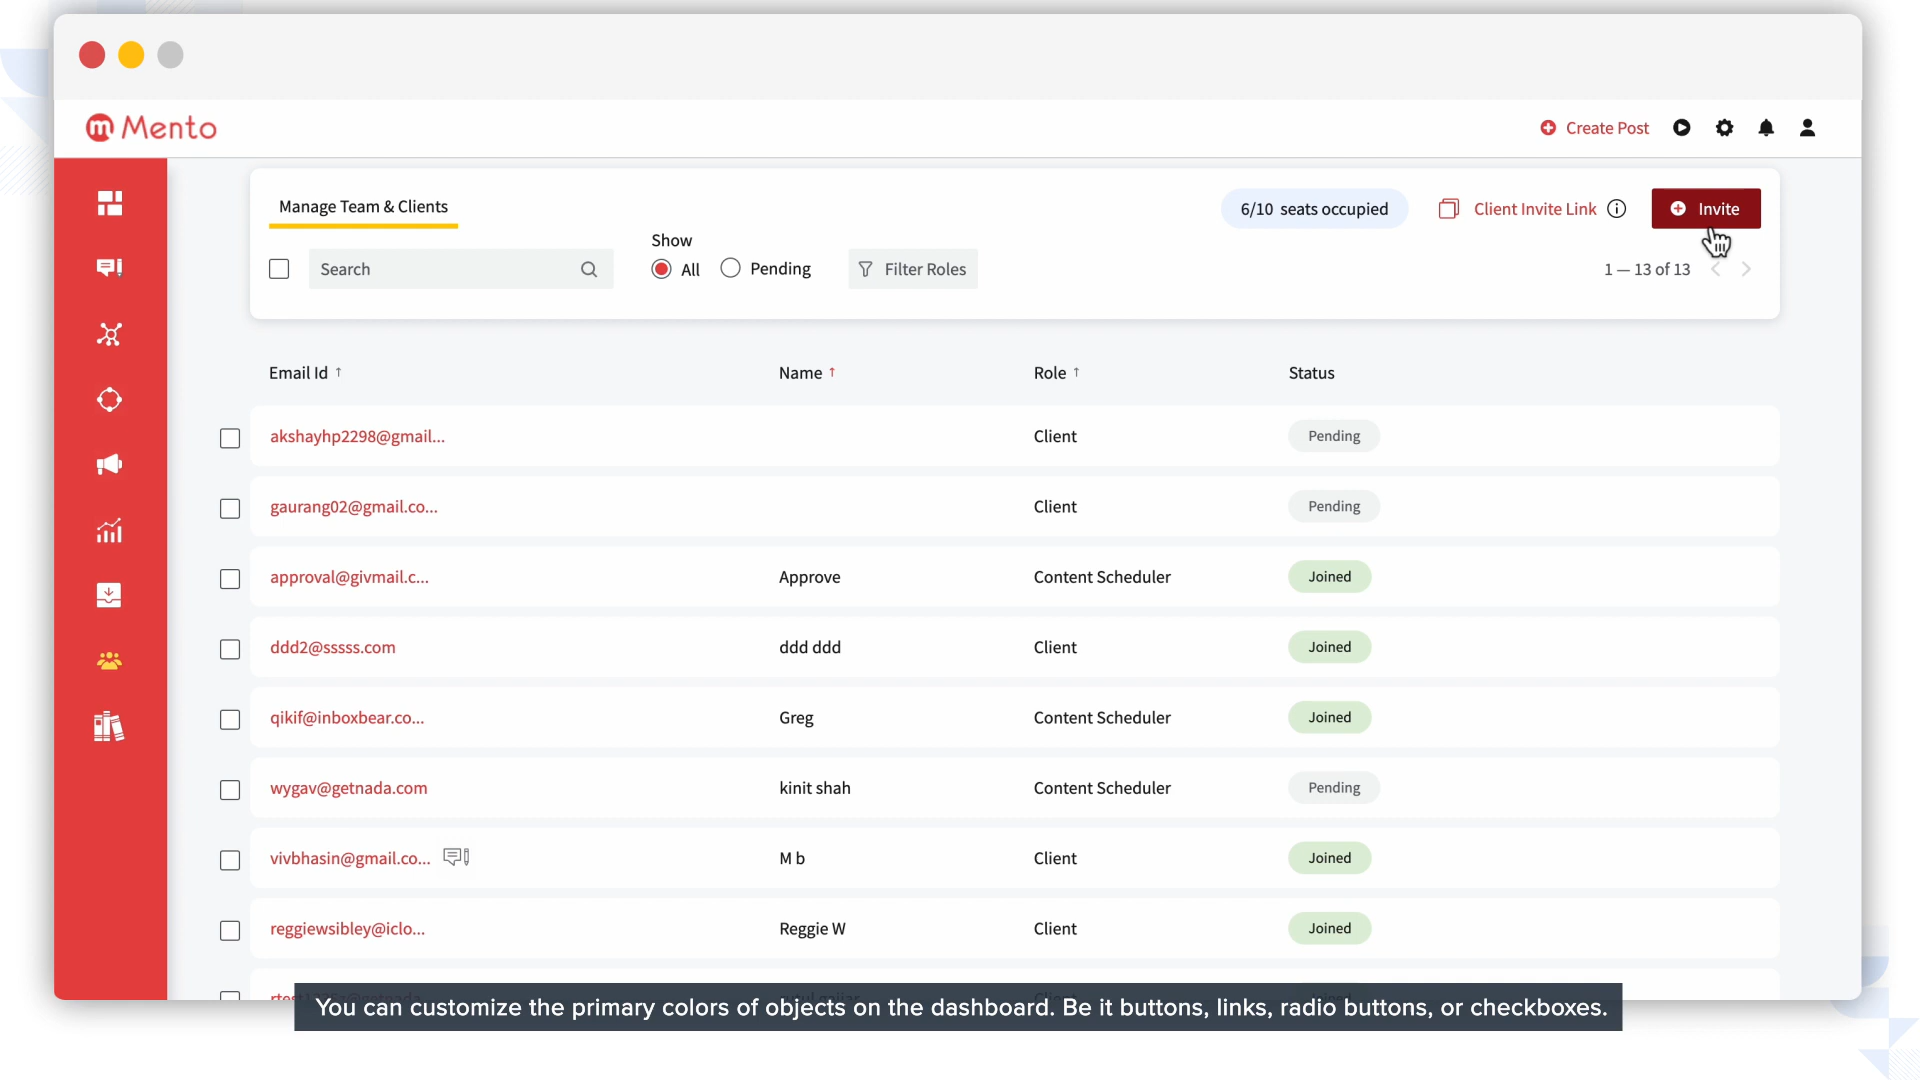 m Mento
Create Post
Manage Team & Clients
6/10 seats occupied
Client Invite Link
Invite
Show
Search
All
Pending
Filter Roles
1 — 13 of 13
Email Id ↑
Name ↑
Role ↑
Status
akshayhp2298@gmail...
Client
Pending
gaurang02@gmail.co...
Client
Pending
approval@givmail.c...
Approve
Content Scheduler
Joined
ddd2@sssss.com
ddd ddd
Client
Joined
qikif@inboxbear.co...
Greg
Content Scheduler
Joined
wygav@getnada.com
kinit shah
Content Scheduler
Pending
vivbhasin@gmail.co...
M b
Client
Joined
reggiewsibley@iclo...
Reggie W
Client
Joined
You can customize the primary colors of objects on the dashboard. Be it buttons, links, radio buttons, or checkboxes.